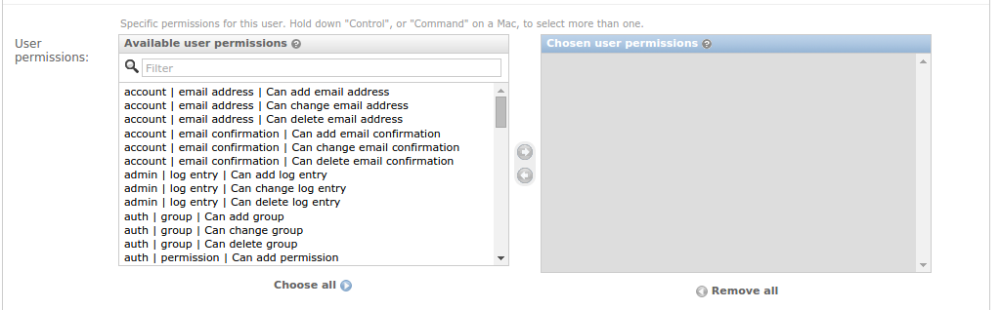 Specific permissions for this user. Hold down "Control", or "Command" on a Mac, to select more than one.
User permissions:
Available user permissions ?
Filter
account | email address | Can add email address
account | email address | Can change email address
account | email address | Can delete email address
account | email confirmation | Can add email confirmation
account | email confirmation | Can change email confirmation
account | email confirmation | Can delete email confirmation
admin | log entry | Can add log entry
admin | log entry | Can change log entry
admin | log entry | Can delete log entry
auth | group | Can add group
auth | group | Can change group
auth | group | Can delete group
auth | permission | Can add permission
Choose all
Chosen user permissions ?
Remove all